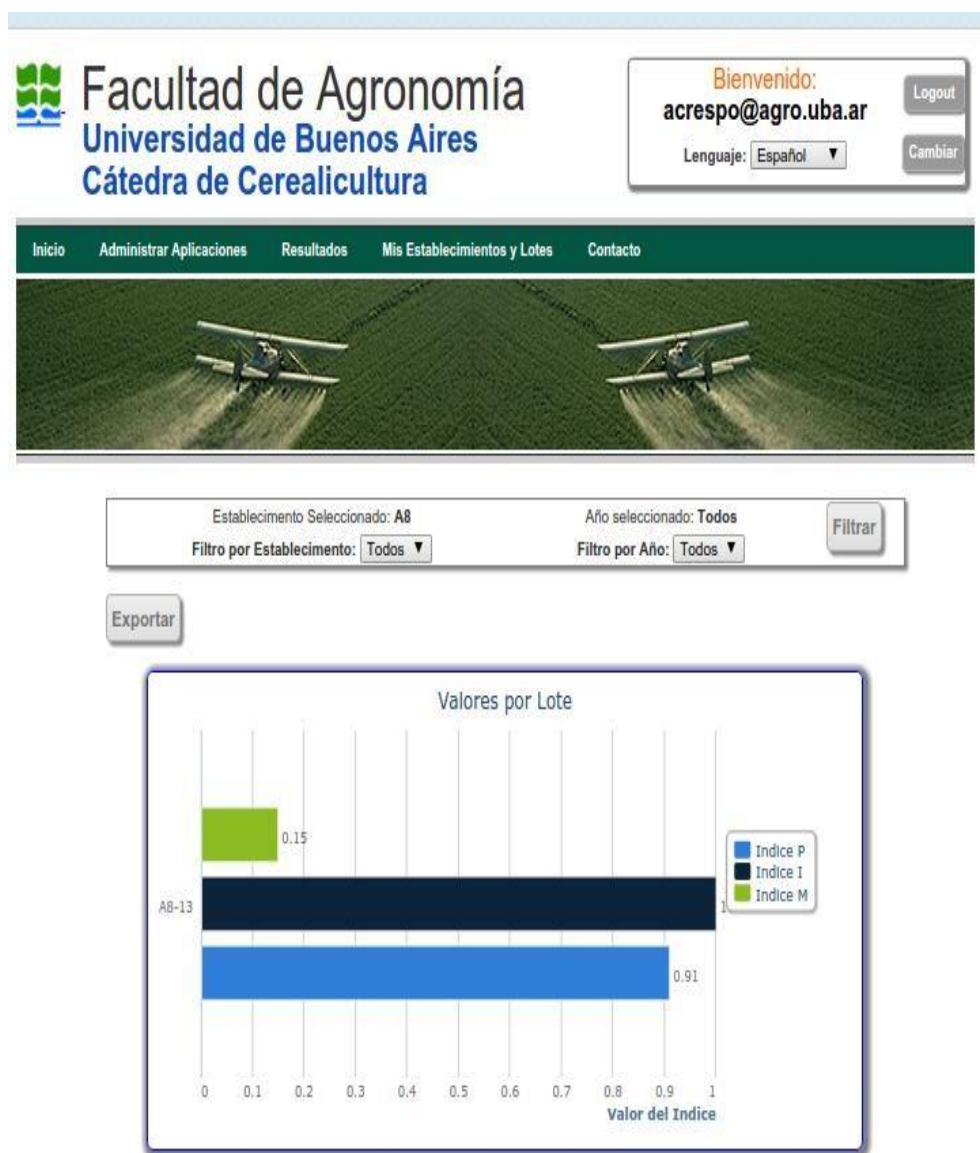 Facultad de Agronomía
Universidad de Buenos Aires
Cátedra de Cerealicultura
Bienvenido:
acrespo@agro.uba.ar
Lenguaje: Español
Logout
Cambiar
Inicio Administrar Aplicaciones Resultados Mis Establecimientos y Lotes Contacto
Establecimento Seleccionado: A8
Filtro por Establecimento: Todos
Año seleccionado: Todos
Filtro por Año: Todos
Filtrar
Exportar
Valores por Lote
0.15
A8-13
1
0.91
Indice P
Indice I
Indice M
0 0.1 0.2 0.3 0.4 0.5 0.6 0.7 0.8 0.9 1
Valor del Indice